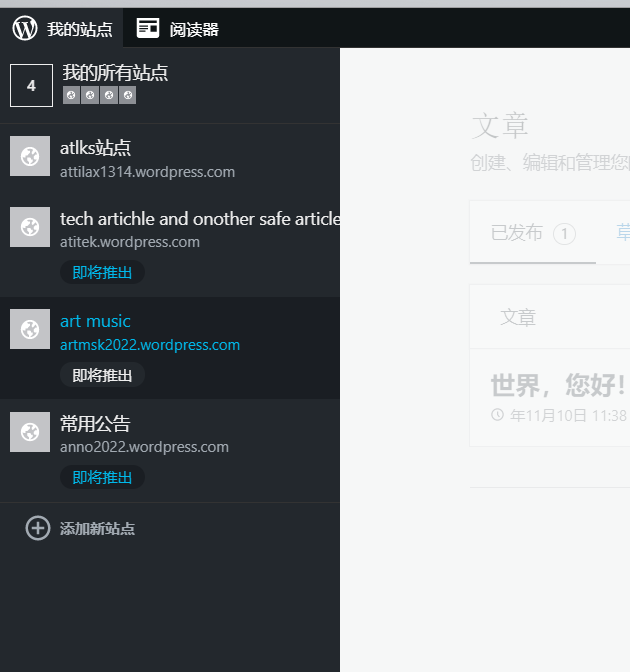 我的站点
阅读器
4
我的所有站点
atlks站点
attilax1314.wordpress.com
tech artichle and onother safe article
atitek.wordpress.com
即将推出
art music
artmsk2022.wordpress.com
即将推出
常用公告
anno2022.wordpress.com
即将推出
添加新站点
文章
创建、编辑和管理您
已发布 1
草
文章
世界，您好！
年11月10日 11:38